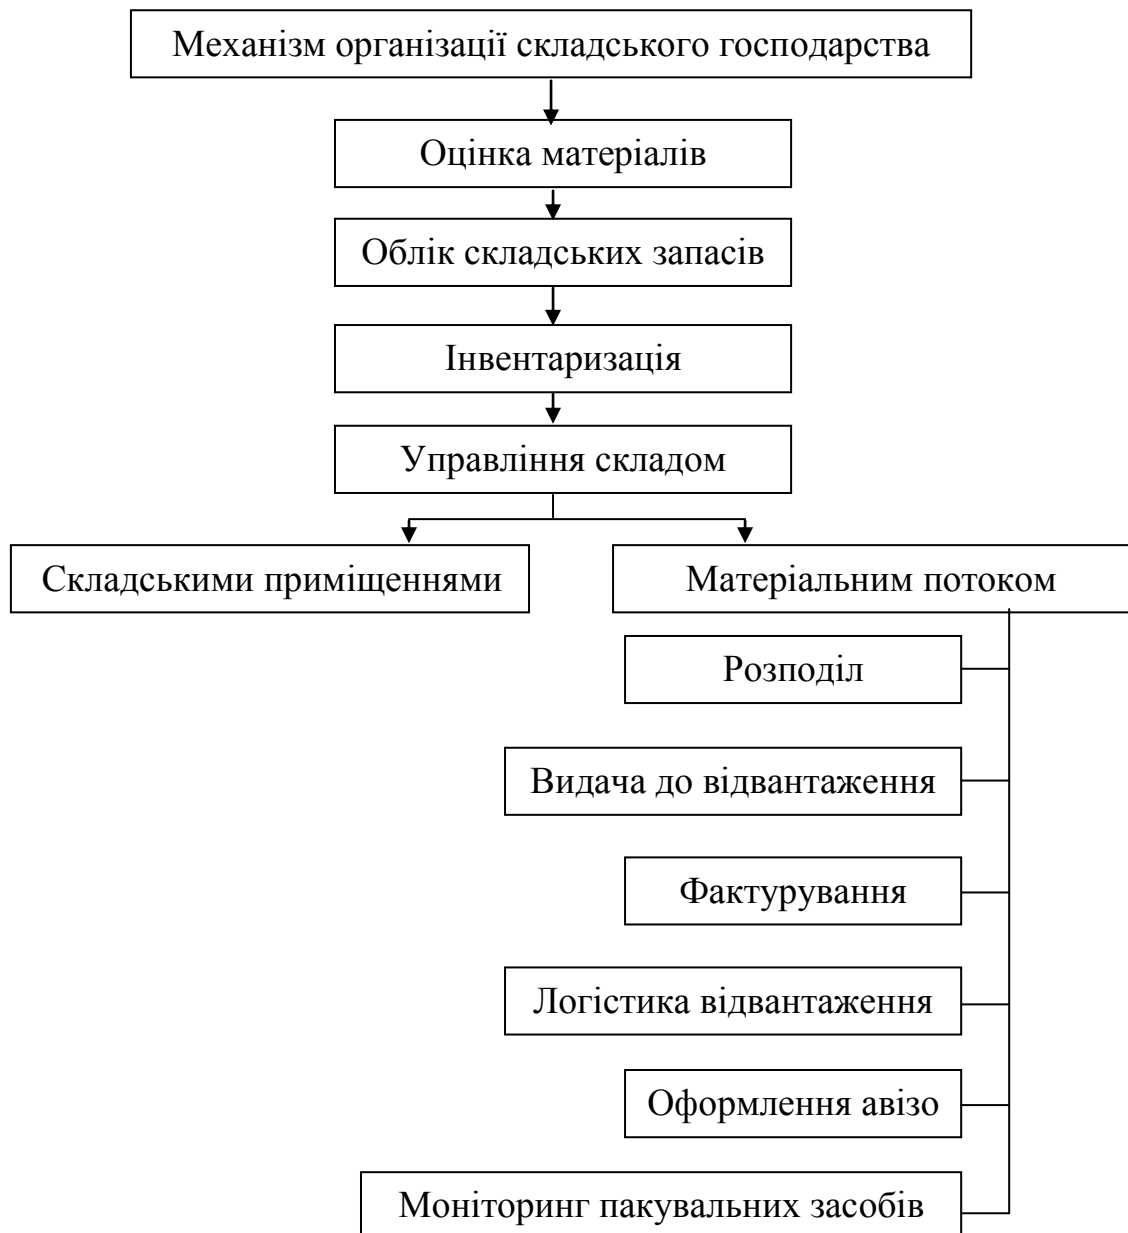 Механізм організації складського господарства
Оцінка матеріалів
Облік складських запасів
Інвентаризація
Управління складом
Складськими приміщеннями
Матеріальним потоком
Розподіл
Видача до відвантаження
Фактурування
Логістика відвантаження
Оформлення авізо
Моніторинг пакувальних засобів